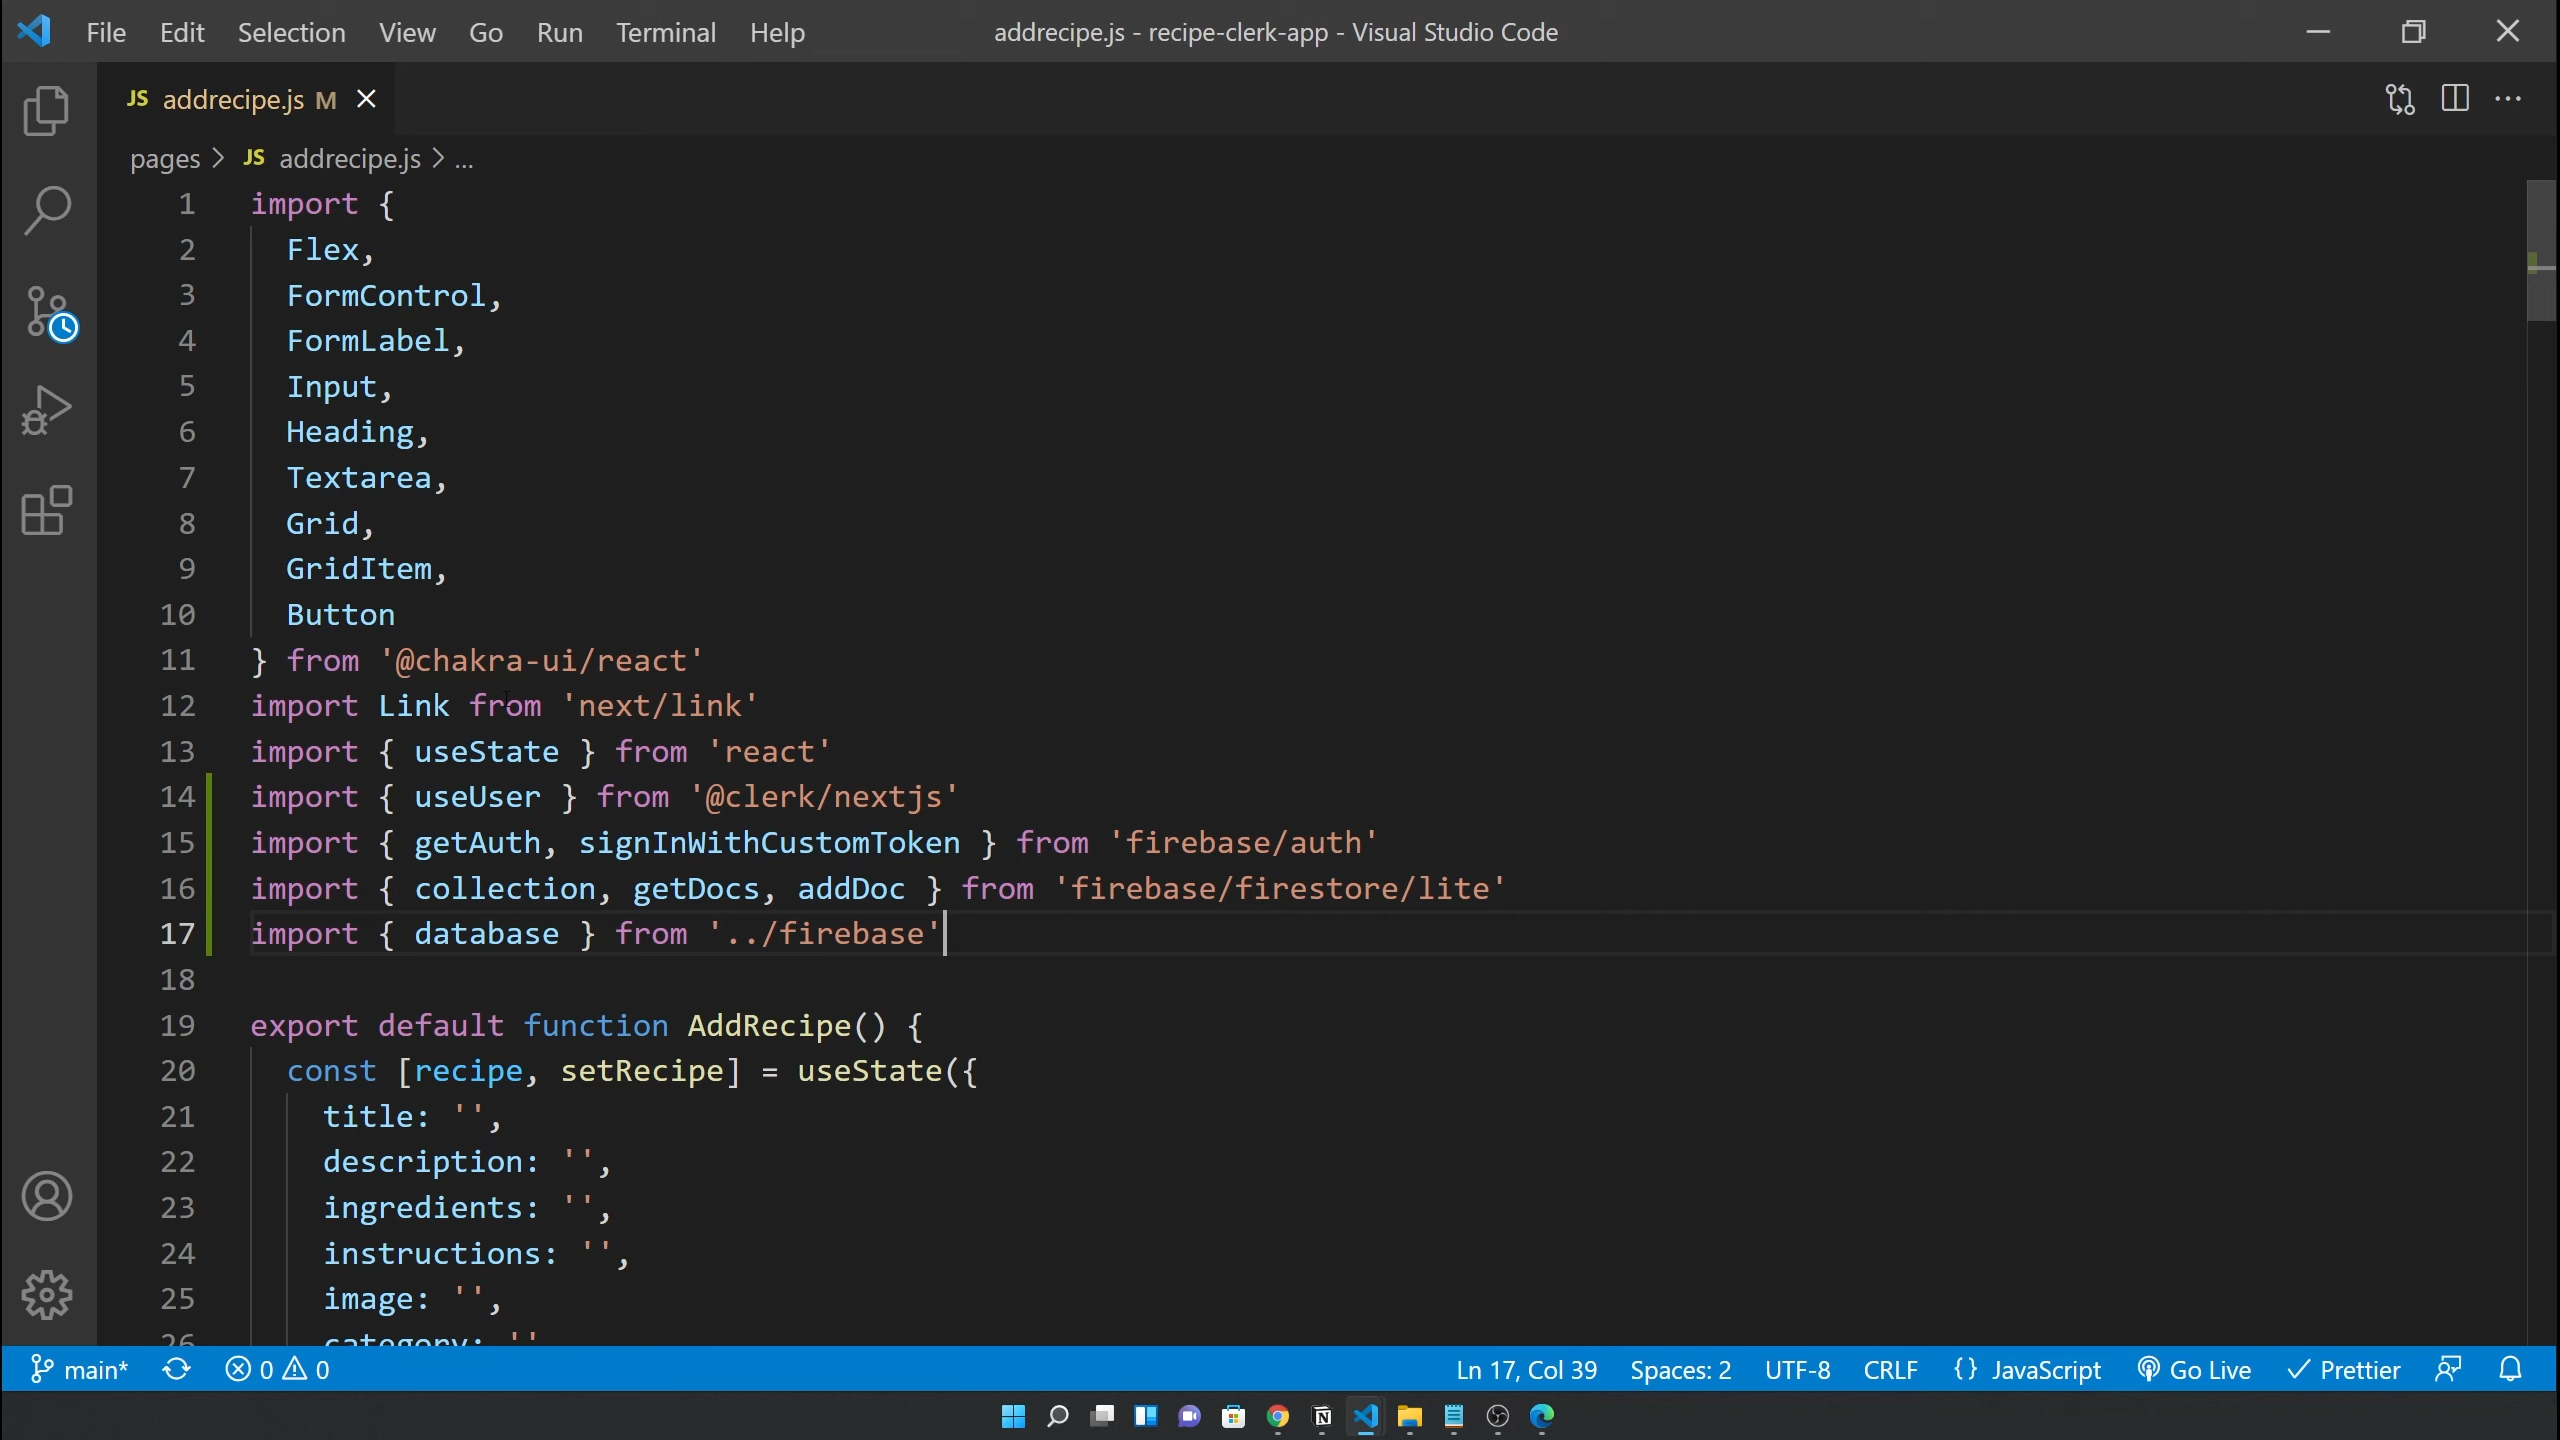 File Edit Selection View Go Run Terminal Help addrecipe.js - recipe-clerk-app - Visual Studio Code
JS addrecipe.js M
pages > JS addrecipe.js > ...
1 import {
2 Flex,
3 FormControl,
4 FormLabel,
5 Input,
6 Heading,
7 Textarea,
8 Grid,
9 GridItem,
10 Button
11 } from '@chakra-ui/react'
12 import Link from 'next/link'
13 import { useState } from 'react'
14 import { useUser } from '@clerk/nextjs'
15 import { getAuth, signInWithCustomToken } from 'firebase/auth'
16 import { collection, getDocs, addDoc } from 'firebase/firestore/lite'
17 import { database } from '../firebase'
18
19 export default function AddRecipe() {
20 const [recipe, setRecipe] = useState({
21 title: '',
22 description: '',
23 ingredients: '',
24 instructions: '',
25 image: '',
26 category: ''
main* 0 0 Ln 17, Col 39 Spaces: 2 UTF-8 CRLF {} JavaScript Go Live Prettier